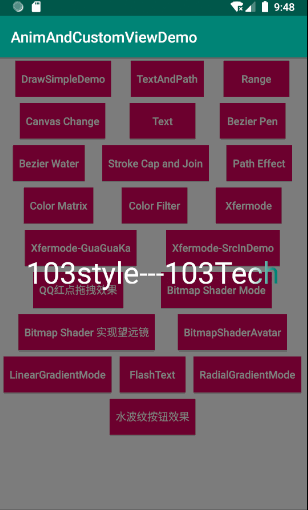 9:48
AnimAndCustomViewDemo
DrawSimpleDemo TextAndPath Range
Canvas Change Text Bezier Pen
Bezier Water Stroke Cap and Join Path Effect
Color Matrix Color Filter Xfermode
Xfermode-GuaGuaKa Xfermode-SrcInDemo
103style---103Tech
QQ红点拖拽效果 Bitmap Shader Mode
Bitmap Shader 实现望远镜 BitmapShaderAvatar
LinearGradientMode FlashText RadialGradientMode
水波纹按钮效果